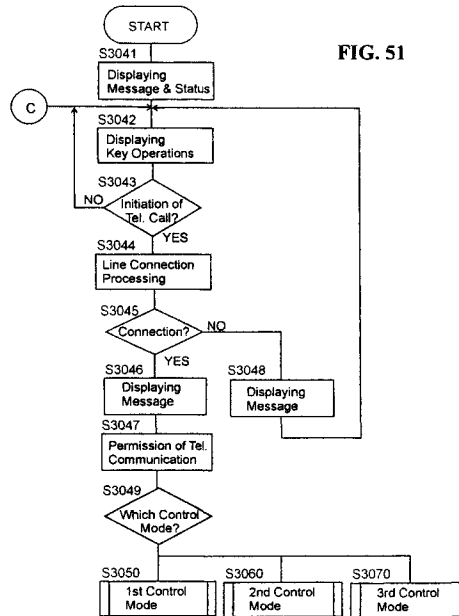 START
FIG. 51
S3041
Displaying
Message & Status
C
S3042
Displaying
Key Operations
S3043
NO
Initiation of
Tel. Call?
YES
S3044
Line Connection
Processing
S3045
Connection?
NO
YES
S3046
Displaying
Message
S3048
Displaying
Message
S3047
Permission of Tel.
Communication
S3049
Which Control
Mode?
S3050
1st Control
Mode
S3060
2nd Control
Mode
S3070
3rd Control
Mode